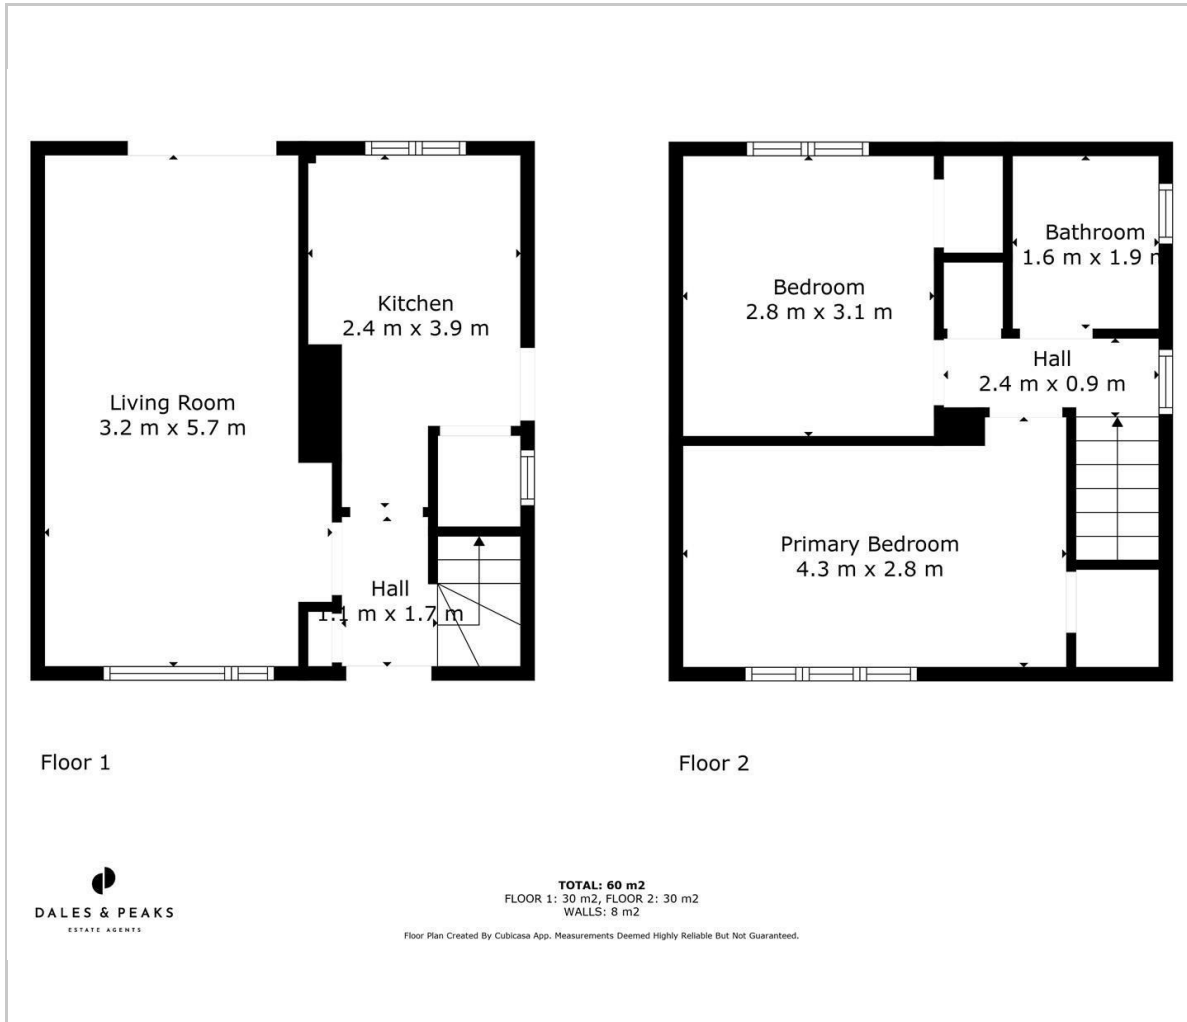 Living Room
3.2 m x 5.7 m
Kitchen
2.4 m x 3.9 m
Hall
1.1 m x 1.7 m
Bedroom
2.8 m x 3.1 m
Bathroom
1.6 m x 1.9 m
Hall
2.4 m x 0.9 m
Primary Bedroom
4.3 m x 2.8 m
Floor 1
Floor 2
DALES & PEAKS
ESTATE AGENTS
TOTAL: 60 m2
FLOOR 1: 30 m2, FLOOR 2: 30 m2
WALLS: 8 m2
Floor Plan Created By Cubicasa App. Measurements Deemed Highly Reliable But Not Guaranteed.